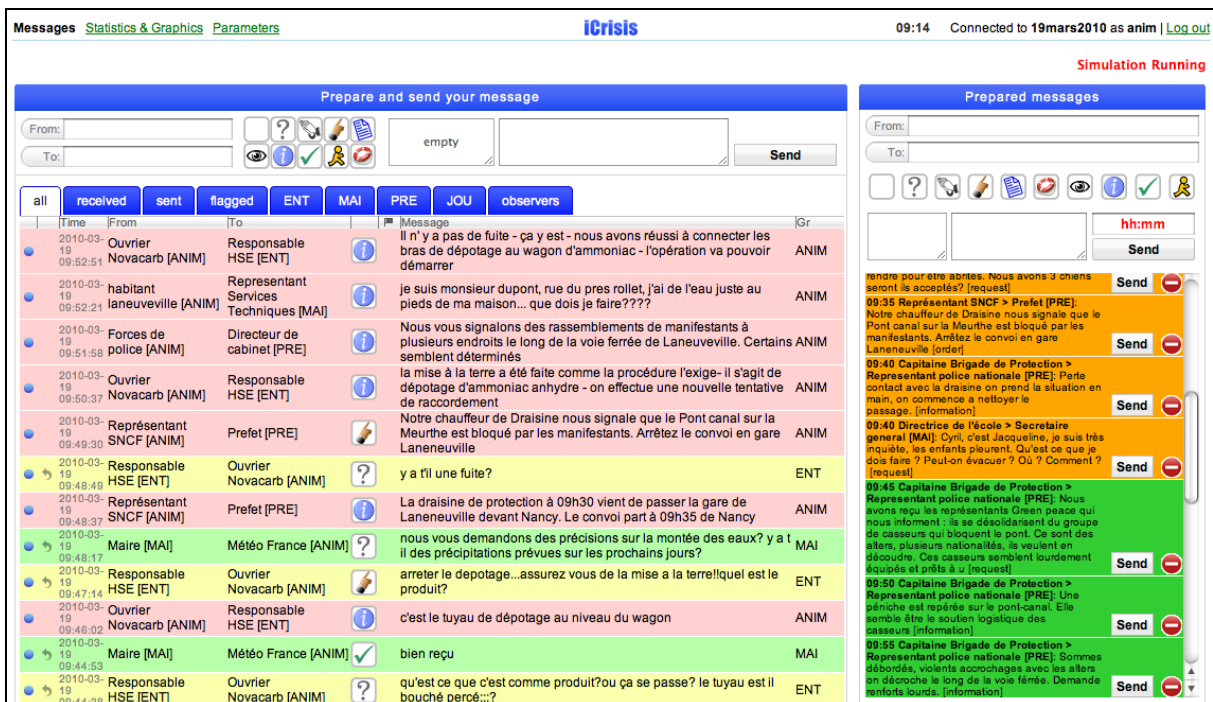 Messages Statistics & Graphics Parameters
iCrisis
09:14 Connected to 19mars2010 as anim | Log out
Simulation Running
Prepare and send your message
From:
To:
?
empty
Send
all received sent flagged ENT MAI PRE JOU observers
Time From To Message Gr
2010-03-19 09:52:51
Ouvrier
Novacarb [ANIM]
Responsable
HSE [ENT]
Il n' y a pas de fuite - ça y est - nous avons réussi à connecter les
bras de dépotage au wagon d'ammoniac - l'opération va pouvoir
démarrer
ANIM
2010-03-19 09:52:21
habitant
laneuveville [ANIM]
Representant
Services
Techniques [MAI]
je suis monsieur dupont, rue du pres rollet, j'ai de l'eau juste au
pieds de ma maison... que dois je faire????
ANIM
2010-03-19 09:51:58
Forces de
police [ANIM]
Directeur de
cabinet [PRE]
Nous vous signalons des rassemblements de manifestants à
plusieurs endroits le long de la voie ferrée de Laneuveville. Certains
semblent déterminés
ANIM
2010-03-19 09:50:37
Ouvrier
Novacarb [ANIM]
Responsable
HSE [ENT]
la mise à la terre a été faite comme la procédure l'exige- il s'agit de
dépotage d'ammoniac anhydre - on effectue une nouvelle tentative
de raccordement
ANIM
2010-03-19 09:49:30
Représentant
SNCF [ANIM]
Prefet [PRE]
Notre chauffeur de Draisine nous signale que le Pont canal sur la
Meurthe est bloqué par les manifestants. Arrêtez le convoi en gare
Laneneuville
ANIM
2010-03-19 09:48:49
Responsable
HSE [ENT]
Ouvrier
Novacarb [ANIM]
?
y a t'il une fuite?
ENT
2010-03-19 09:48:37
Représentant
SNCF [ANIM]
Prefet [PRE]
La draisine de protection à 09h30 vient de passer la gare de
Laneneuville devant Nancy. Le convoi part à 09h35 de Nancy
ANIM
2010-03-19 09:48:17
Maire [MAI]
Météo France [ANIM]
?
nous vous demandons des précisions sur la montée des eaux? y a t
il des précipitations prévues sur les prochains jours?
MAI
2010-03-19 09:47:14
Responsable
HSE [ENT]
Ouvrier
Novacarb [ANIM]
arreter le depotage...assurez vous de la mise a la terre!!quel est le
produit?
ENT
2010-03-19 09:46:02
Ouvrier
Novacarb [ANIM]
Responsable
HSE [ENT]
c'est le tuyau de dépotage au niveau du wagon
ANIM
2010-03-19 09:44:53
Maire [MAI]
Météo France [ANIM]
bien reçu
MAI
2010-03-19
Responsable
HSE [ENT]
Ouvrier
Novacarb [ANIM]
?
qu'est ce que c'est comme produit?ou ça se passe? le tuyau est il
bouché percé;;;?
ENT
Prepared messages
From:
To:
?
hh:mm
Send
rendre pour etre abrités. Nous avons 3 chiens
seront ils acceptés? [request]
Send
09:35 Représentant SNCF > Prefet [PRE]:
Notre chauffeur de Draisine nous signale que le
Pont canal sur la Meurthe est bloqué par les
manifestants. Arrêtez le convoi en gare
Laneneuville [order]
Send
09:40 Capitaine Brigade de Protection >
Representant police nationale [PRE]: Perte
contact avec la draisine on prend la situation en
main, on commence a nettoyer le
passage. [information]
Send
09:40 Directrice de l'école > Secretaire
general [MAI]: Cyril, c'est Jacqueline, je suis très
inquiète, les enfants pleurent. Qu'est ce que je
dois faire ? Peut-on évacuer ? Où ? Comment ?
[request]
Send
09:45 Capitaine Brigade de Protection >
Representant police nationale [PRE]: Nous
avons reçu les représentants Green peace qui
nous informent : ils se désolidarisent du groupe
de casseurs qui bloquent le pont. Ce sont des
alters, plusieurs nationalités, ils veulent en
découdre. Ces casseurs semblent lourdement
équipés et prêts à u [request]
Send
09:50 Capitaine Brigade de Protection >
Representant police nationale [PRE]: Une
péniche est repérée sur le pont-canal. Elle
semble être le soutien logistique des
casseurs [information]
Send
09:55 Capitaine Brigade de Protection >
Representant police nationale [PRE]: Sommes
débordés, violents accrochages avec les alters
on décroche le long de la voie férrée. Demande
renforts lourds. [information]
Send